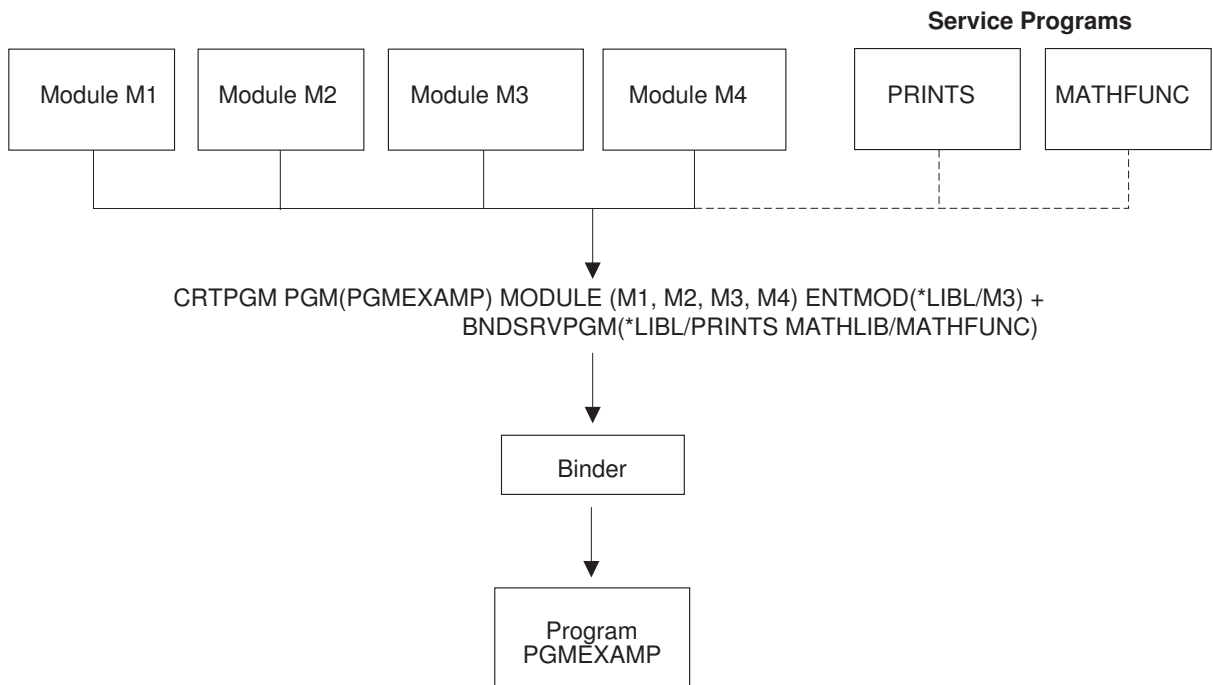 Service Programs
Module M1
Module M2
Module M3
Module M4
PRINTS
MATHFUNC
CRTPGM PGM(PGMEXAMP) MODULE (M1, M2, M3, M4) ENTMOD(*LIBL/M3) +
BNDSRVPGM(*LIBL/PRINTS MATHLIB/MATHFUNC)
Binder
Program
PGMEXAMP